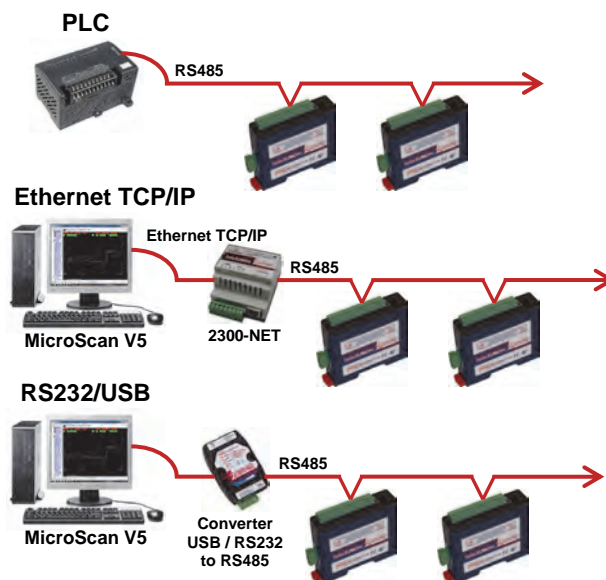 PLC
RS485
Ethernet TCP/IP
Ethernet TCP/IP
RS485
2300-NET
MicroScan V5
RS232/USB
RS485
Converter
USB / RS232
to RS485
MicroScan V5